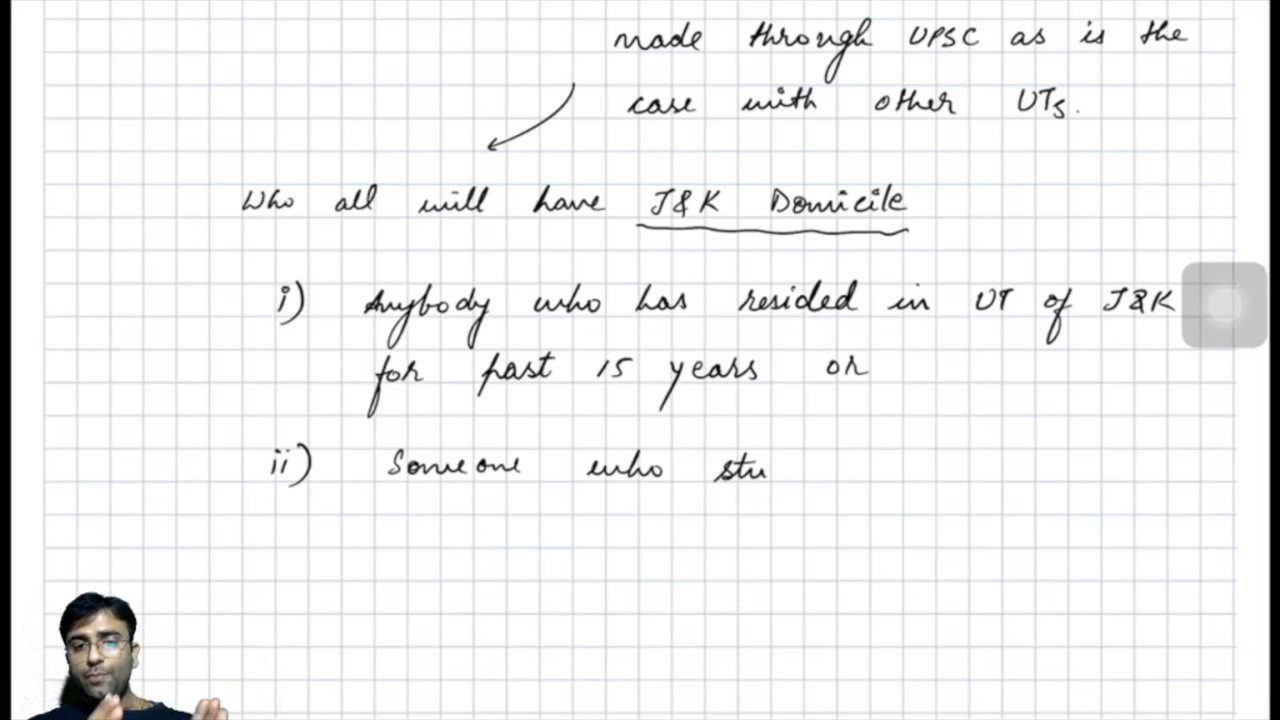 made through UPSC as is the
case with other UTs.
Who all will have J&K Domicile
i) Anybody who has resided in UT of J&K
for past 15 years or
ii) Someone who stu